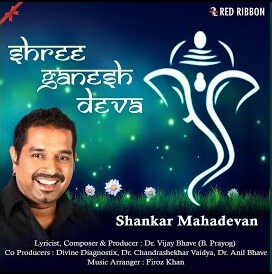 RED RIBBON
SHREE
GANESH
DEVA
Shankar Mahadevan
Lyricist, Composer & Producer : Dr. Vijay Bhave (B. Prayog)
Co Producers : Divine Diagnostix, Dr. Chandrashekhar Vaidya, Dr. Anil Bhave
Music Arranger : Firoz Khan